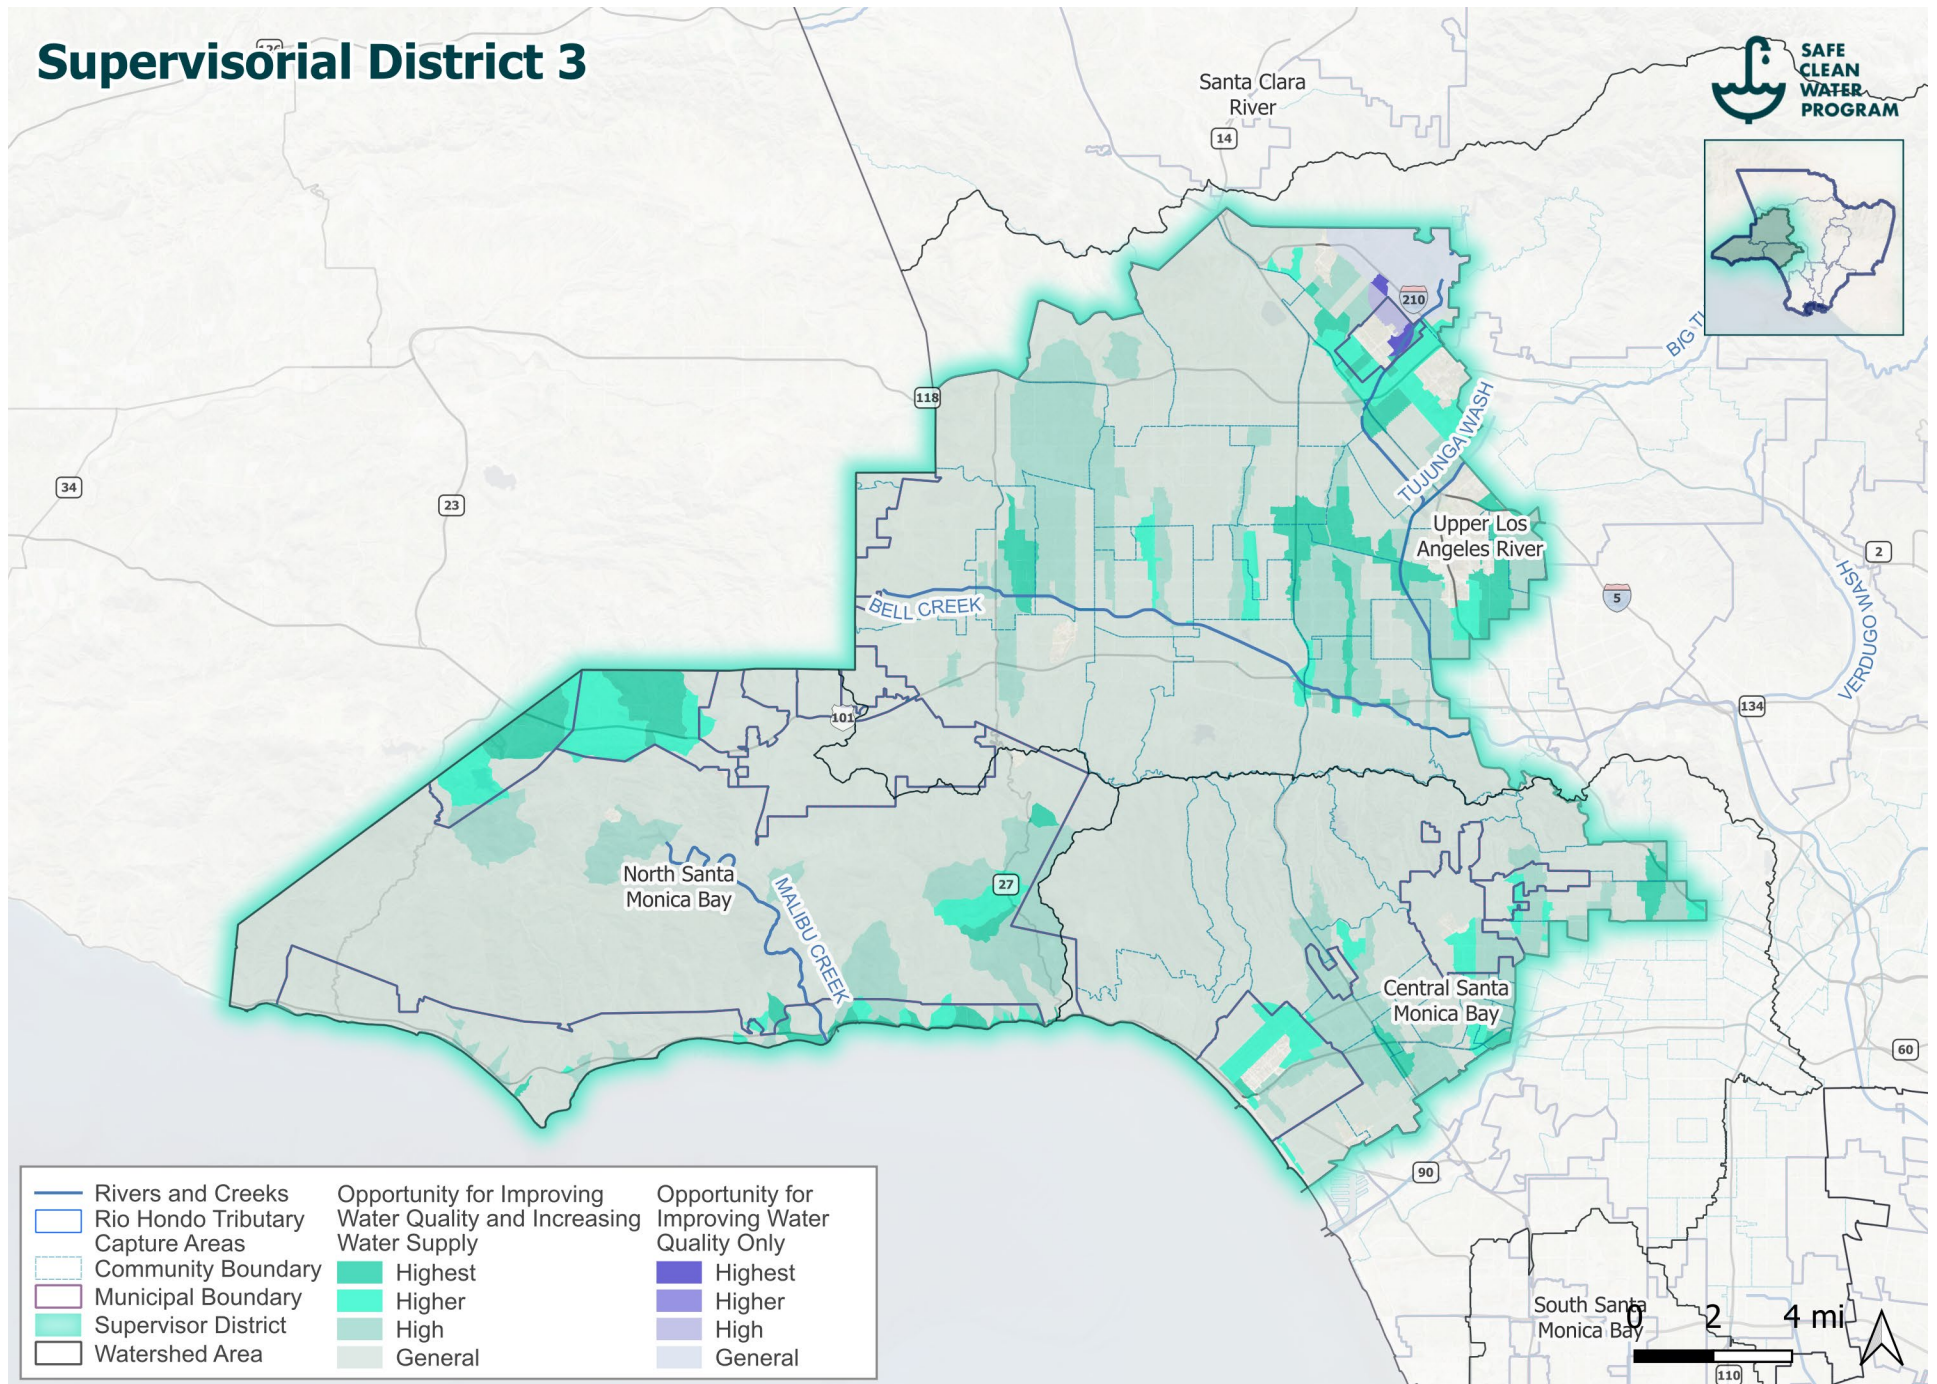 Supervisorial District 3
126
SAFE
CLEAN
WATER
PROGRAM
Santa Clara
River
14
210
BIG TU
118
TUJUNGA WASH
34
23
Upper Los
Angeles River
2
5
BELL CREEK
VERDUGO WASH
101
134
27
North Santa
Monica Bay
MALIBU CREEK
Central Santa
Monica Bay
60
90
South Santa
Monica Bay
0 2 4 mi
110
Rivers and Creeks
Rio Hondo Tributary
Capture Areas
Community Boundary
Municipal Boundary
Supervisor District
Watershed Area
Opportunity for Improving
Water Quality and Increasing
Water Supply
Highest
Higher
High
General
Opportunity for
Improving Water
Quality Only
Highest
Higher
High
General